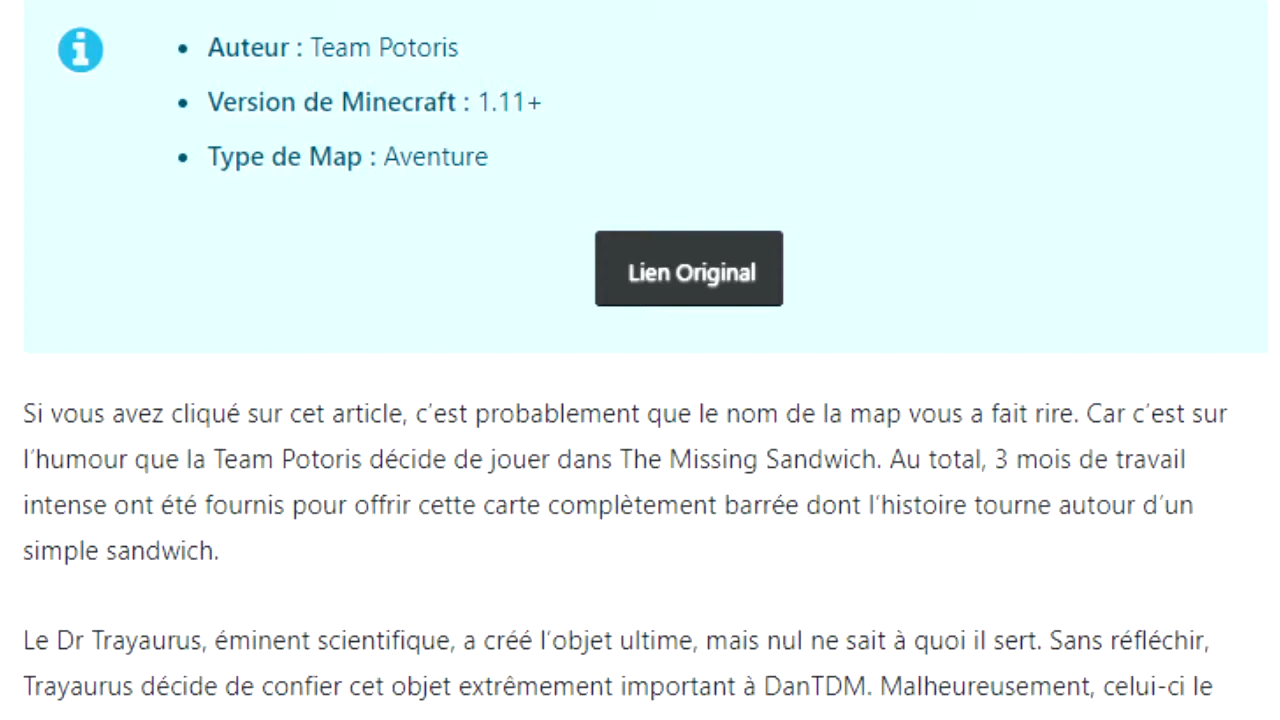 Auteur : Team Potoris
Version de Minecraft : 1.11+
Type de Map : Aventure
Lien Original
Si vous avez cliqué sur cet article, c’est probablement que le nom de la map vous a fait rire. Car c’est sur
l’humour que la Team Potoris décide de jouer dans The Missing Sandwich. Au total, 3 mois de travail
intense ont été fournis pour offrir cette carte complètement barrée dont l’histoire tourne autour d’un
simple sandwich.
Le Dr Trayaurus, éminent scientifique, a créé l’objet ultime, mais nul ne sait à quoi il sert. Sans réfléchir,
Trayaurus décide de confier cet objet extrêmement important à DanTDM. Malheureusement, celui-ci le